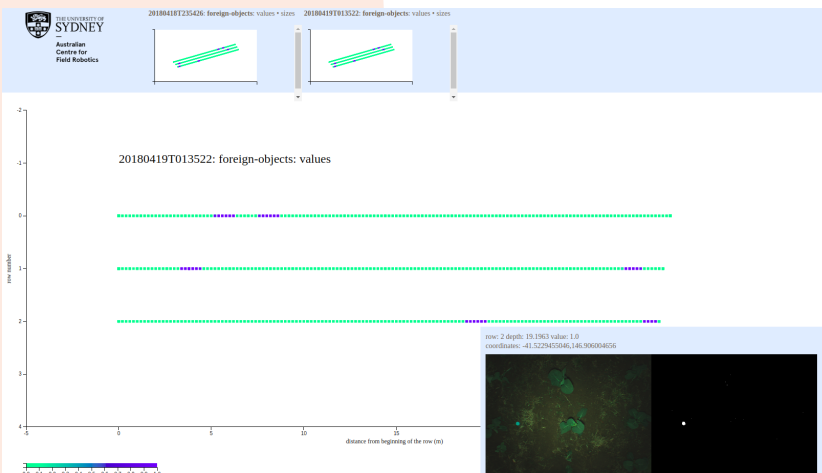 THE UNIVERSITY OF
SYDNEY
Australian
Centre for
Field Robotics
20180418T235426: foreign-objects: values • sizes
20180419T013522: foreign-objects: values • sizes
-2
-1
20180419T013522: foreign-objects: values
0
1
row number
2
row: 2 depth: 19.1963 value: 1.0
coordinates: -41.5229455046,146.906004656
3
4
-5
0
5
10
15
distance from beginning of the row (m)